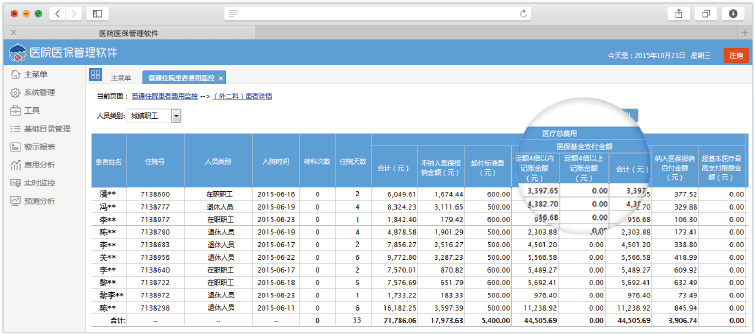 医院医保管理软件
医院医保管理软件
今天是：2015年10月21日 星期三
注销
主菜单
系统管理
工具
基础目录管理
警示报表
费用分析
实时监控
预测分析
主菜单
普通住院患者费用监控 ×
当前页面： 普通住院患者费用监控 --> （外二科）患者详情
人员类别: 城镇职工
医疗总费用
医保基金支付金额
患者姓名 住院号 人员类别 入院时间 转科次数 住院天数 合计（元） 不纳入医保报销金额（元） 起付标准费（元） 定额4倍以内记账金额（元） 定额4倍以上记账金额（元） 合计（元） 纳入医保报销自付金额（元） 超基本医疗最高支付限额金额（元）
潘** 7138600 在职职工 2015-06-16 0 2 6,049.61 1,674.44 600.00 3,397.65 0.00 3,397 377.52 0.00
冯** 7138777 退休人员 2015-06-19 0 4 8,324.23 3,111.65 500.00 4,382.70 0.00 329.88 0.00
李** 7138977 在职职工 2015-06-23 0 1 1,842.40 179.42 600.00 956.68 0.00 956.68 106.30 0.00
陈** 7138780 退休人员 2015-06-19 0 4 4,878.58 1,901.29 500.00 2,303.88 0.00 2,303.88 173.41 0.00
李** 7138683 退休人员 2015-06-17 0 2 7,856.27 2,516.27 500.00 4,501.20 0.00 4,501.20 338.80 0.00
关** 7138956 退休人员 2015-06-22 0 6 9,772.80 3,287.23 500.00 5,566.58 0.00 5,566.58 418.99 0.00
李** 7138640 在职职工 2015-06-17 0 2 7,570.01 870.82 600.00 5,489.27 0.00 5,489.27 609.92 0.00
黎** 7138722 在职职工 2015-06-18 0 5 7,576.69 651.79 600.00 5,692.41 0.00 5,692.41 632.49 0.00
黎李** 7138972 退休人员 2015-06-23 0 1 1,733.22 183.33 500.00 976.40 0.00 976.40 73.49 0.00
陈** 7138298 退休人员 2015-06-11 0 6 16,182.25 3,597.39 500.00 11,238.92 0.00 11,238.92 845.94 0.00
合计: -- -- -- 0 33 71,786.06 17,973.63 5,400.00 44,505.69 0.00 44,505.69 3,906.74 0.00